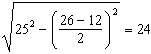 √(25² − ((26 − 12)/2)²) = 24